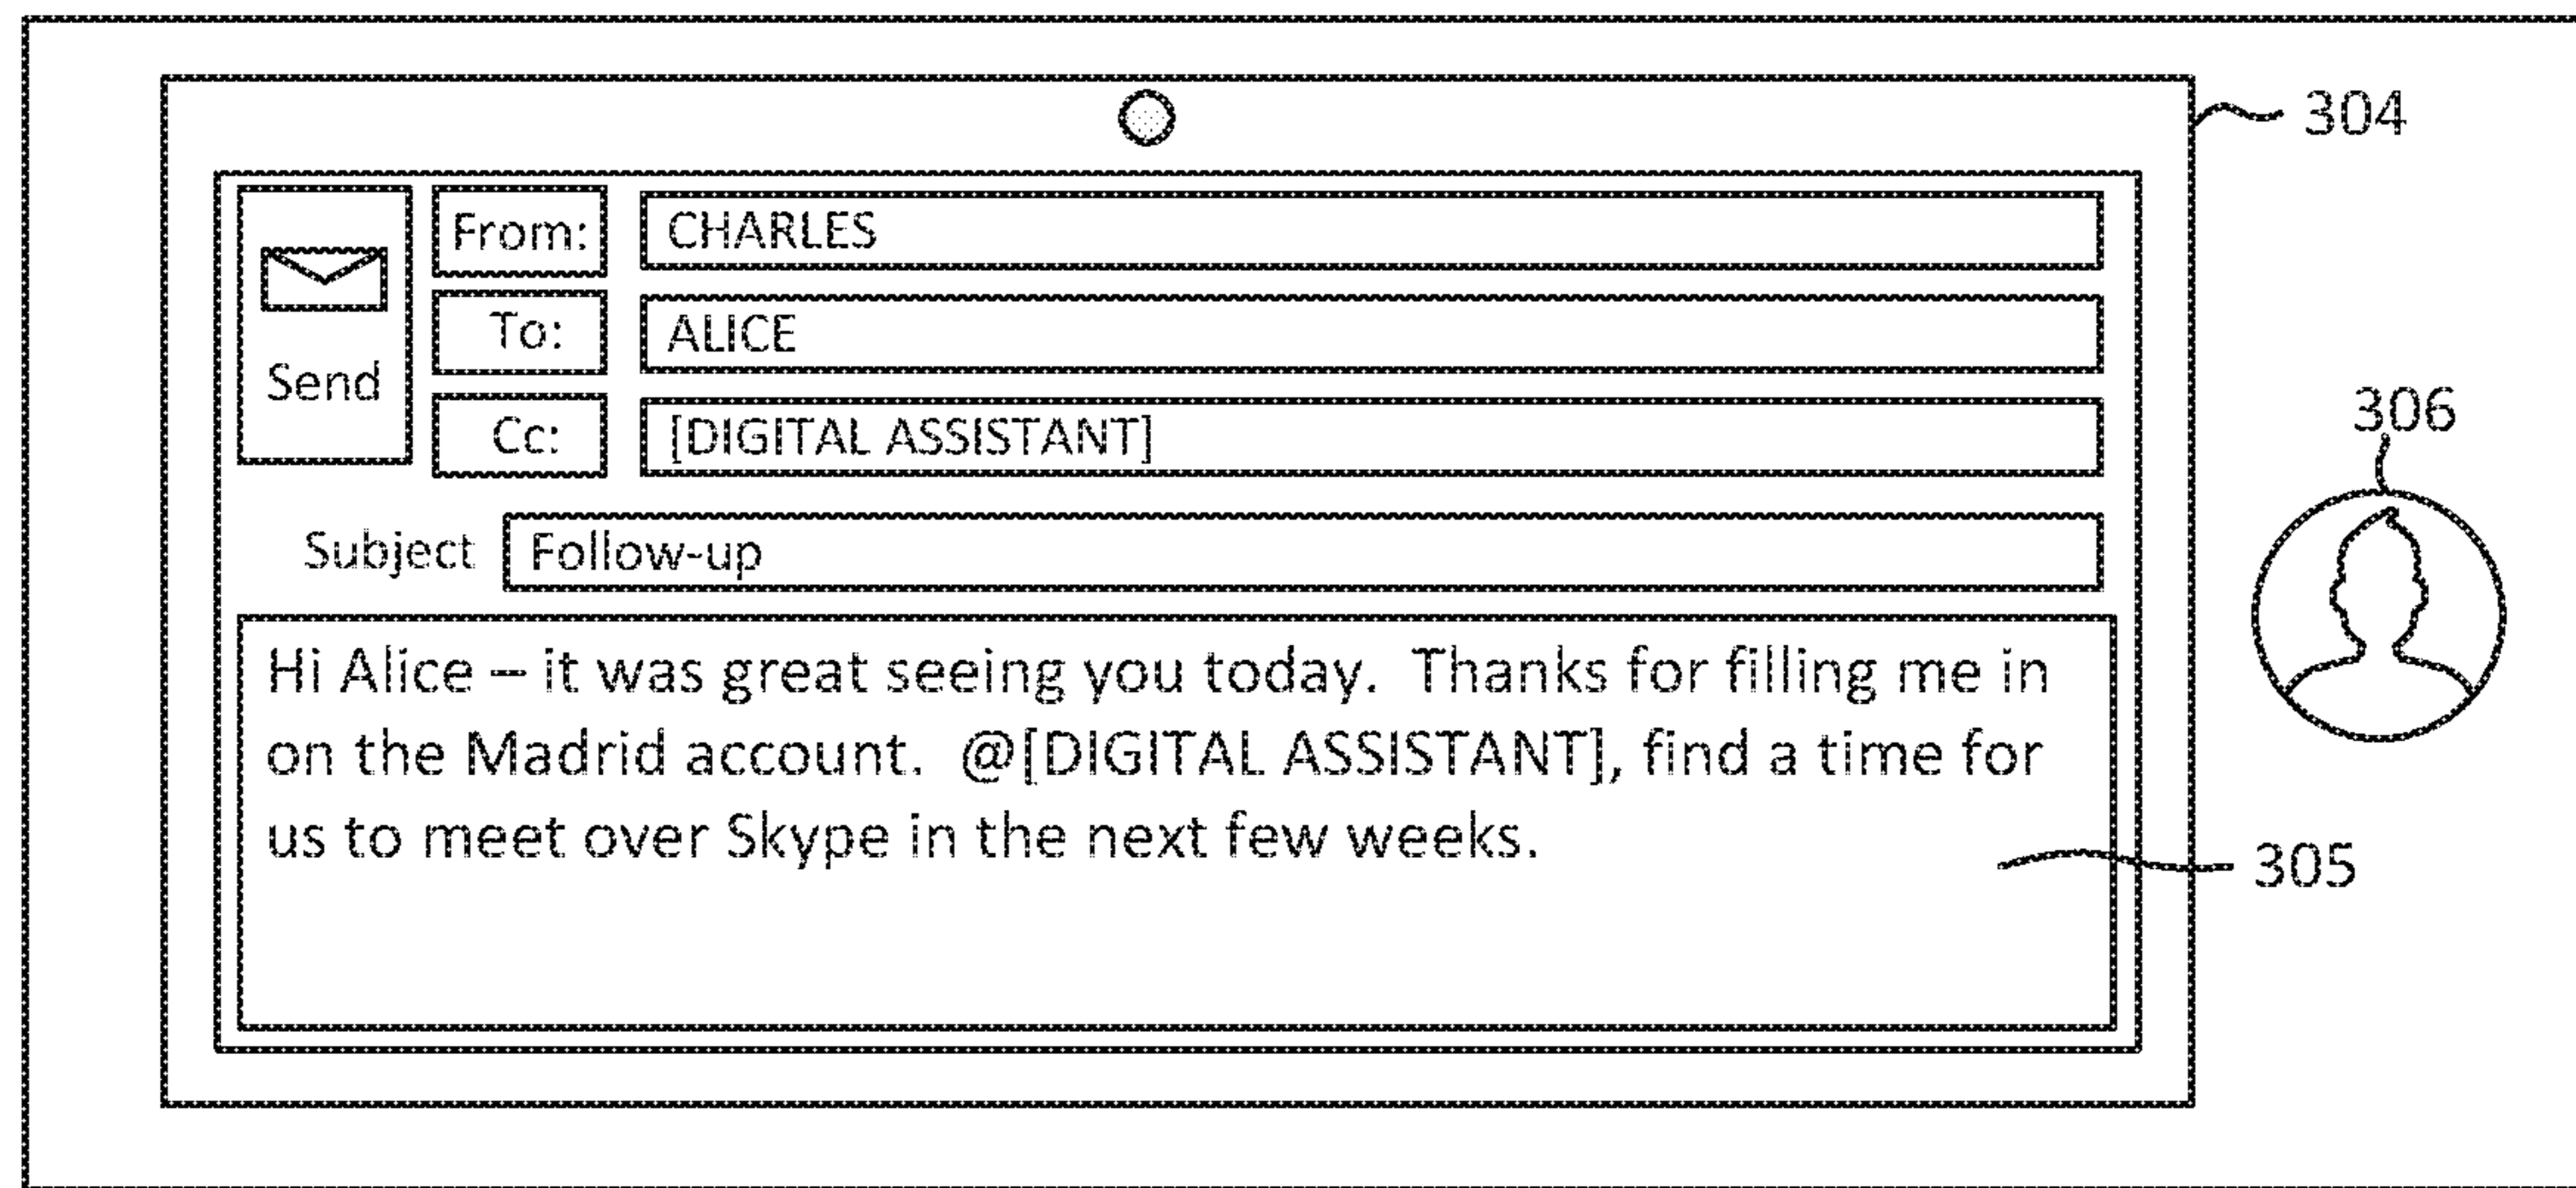 304
From: CHARLES
To: ALICE
Send
Cc: [DIGITAL ASSISTANT]
306
Subject Follow-up
Hi Alice – it was great seeing you today.  Thanks for filling me in
on the Madrid account.  @[DIGITAL ASSISTANT], find a time for
us to meet over Skype in the next few weeks.
305